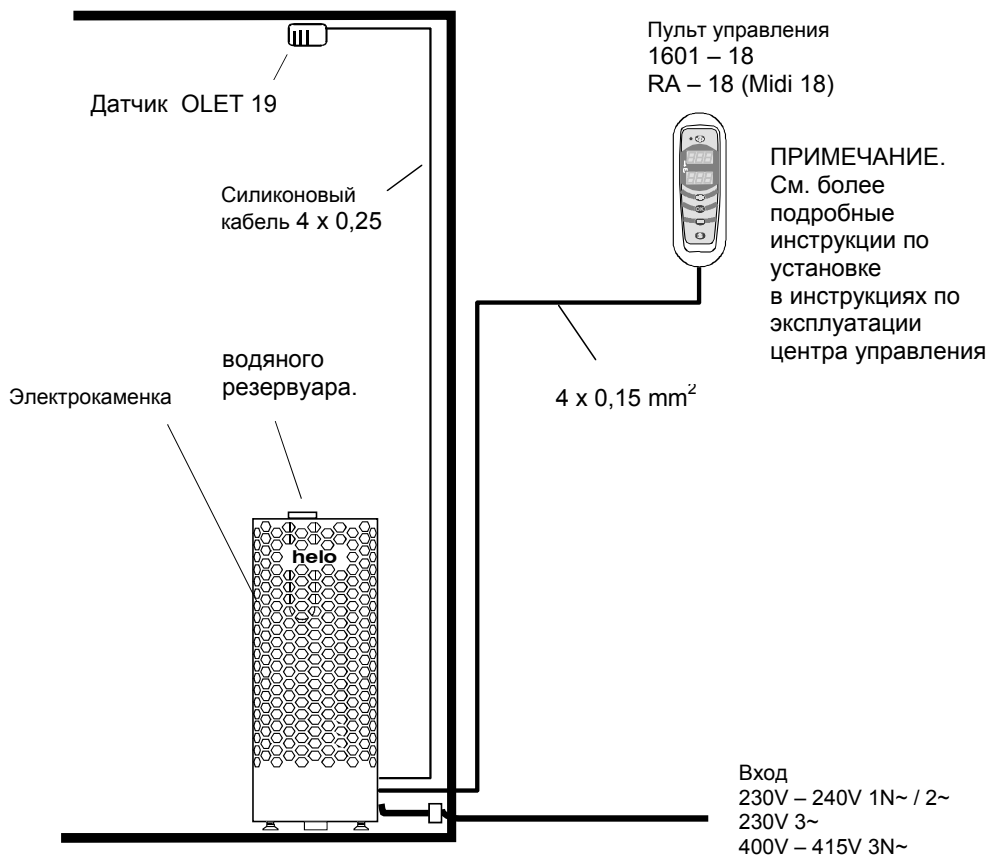 Пульт управления
1601 – 18
RA – 18 (Midi 18)
Датчик OLET 19
ПРИМЕЧАНИЕ.
См. более
подробные
инструкции по
установке
в инструкциях по
эксплуатации
центра управления
Силиконовый
кабель 4 x 0,25
водяного
резервуара.
Электрокаменка
4 x 0,15 mm²
helo
Вход
230V – 240V 1N~ / 2~
230V 3~
400V – 415V 3N~